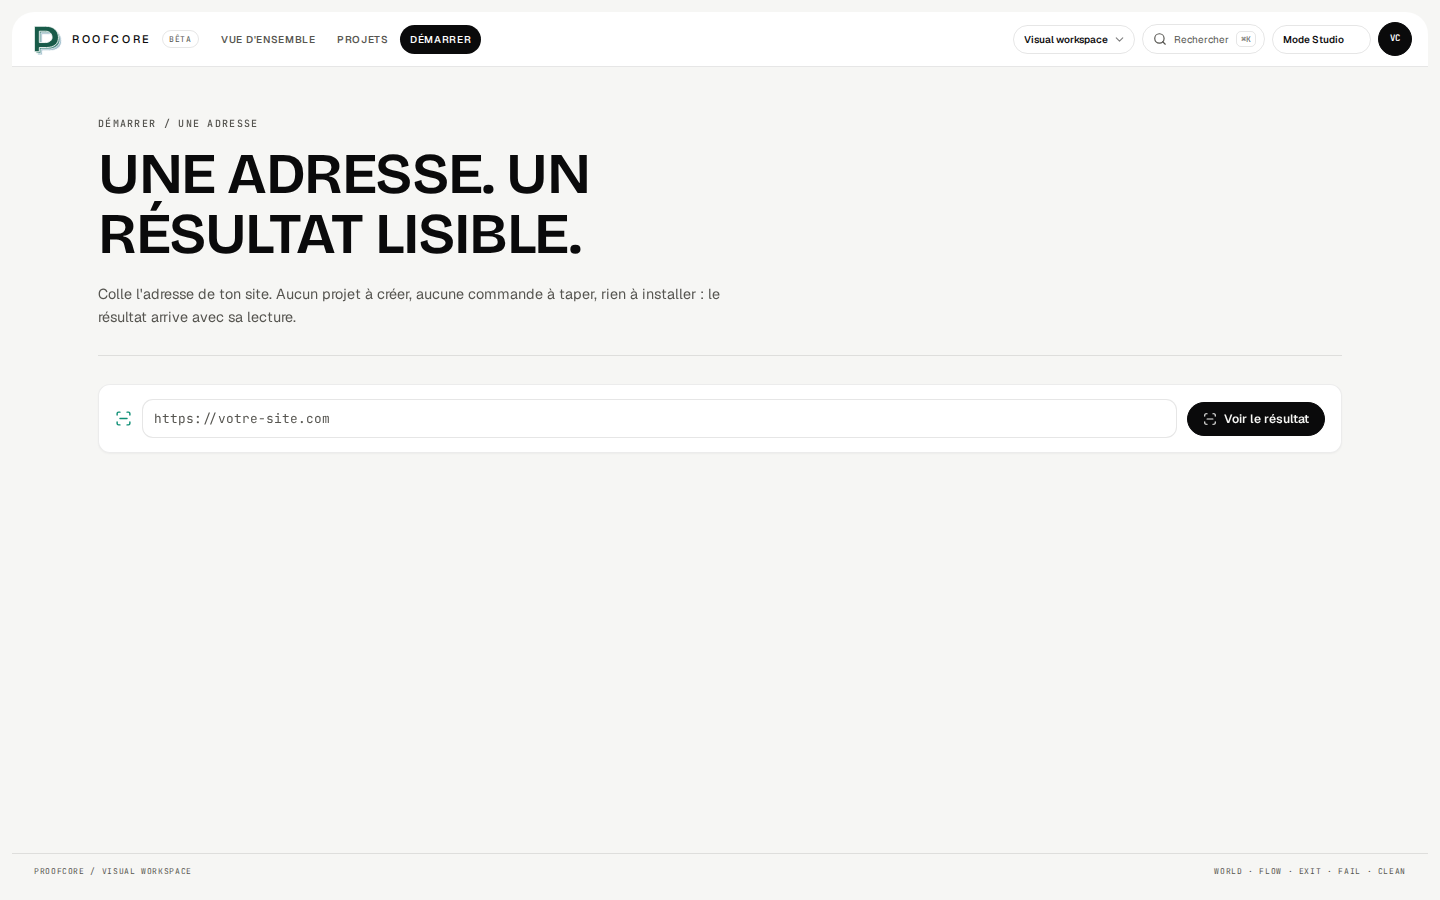 P ROOFCORE BÊTA VUE D'ENSEMBLE PROJETS DÉMARRER Visual workspace Rechercher ⌘K Mode Studio VC
DÉMARRER / UNE ADRESSE
UNE ADRESSE. UN
RÉSULTAT LISIBLE.
Colle l'adresse de ton site. Aucun projet à créer, aucune commande à taper, rien à installer : le
résultat arrive avec sa lecture.
https://votre-site.com Voir le résultat
PROOFCORE / VISUAL WORKSPACE WORLD · FLOW · EXIT · FAIL · CLEAN